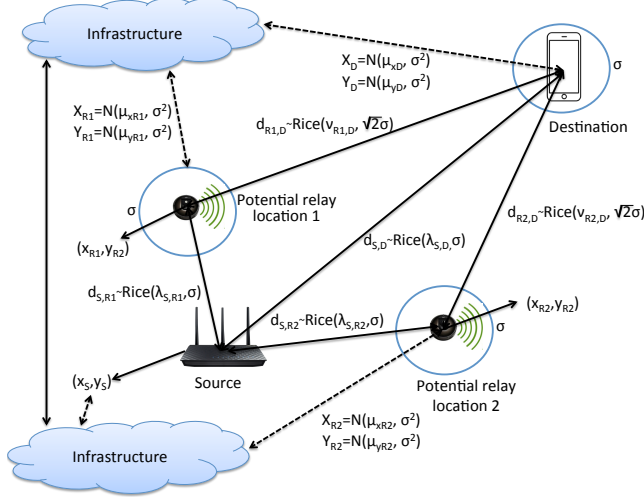 Infrastructure
X_D=N(μ_xD, σ²)
Y_D=N(μ_yD, σ²)
σ
Destination
X_R1=N(μ_xR1, σ²)
Y_R1=N(μ_yR1, σ²)
d_R1,D~Rice(v_R1,D, √2σ)
σ
Potential relay
location 1
(x_R1,y_R2)
d_R2,D~Rice(v_R2,D, √2σ)
d_S,D~Rice(λ_S,D,σ)
d_S,R1~Rice(λ_S,R1,σ)
d_S,R2~Rice(λ_S,R2,σ)
(x_R2,y_R2)
σ
(x_S,y_S)
Source
Potential relay
location 2
X_R2=N(μ_xR2, σ²)
Y_R2=N(μ_yR2, σ²)
Infrastructure